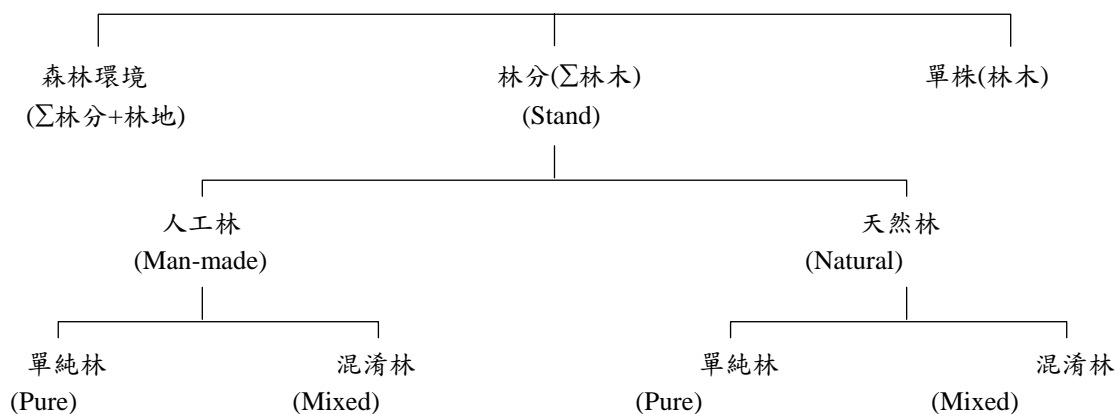 森林環境 林分(∑林木) 單株(林木)
(∑林分+林地) (Stand)
人工林 天然林
(Man-made) (Natural)
單純林 混淆林 單純林 混淆林
(Pure) (Mixed) (Pure) (Mixed)